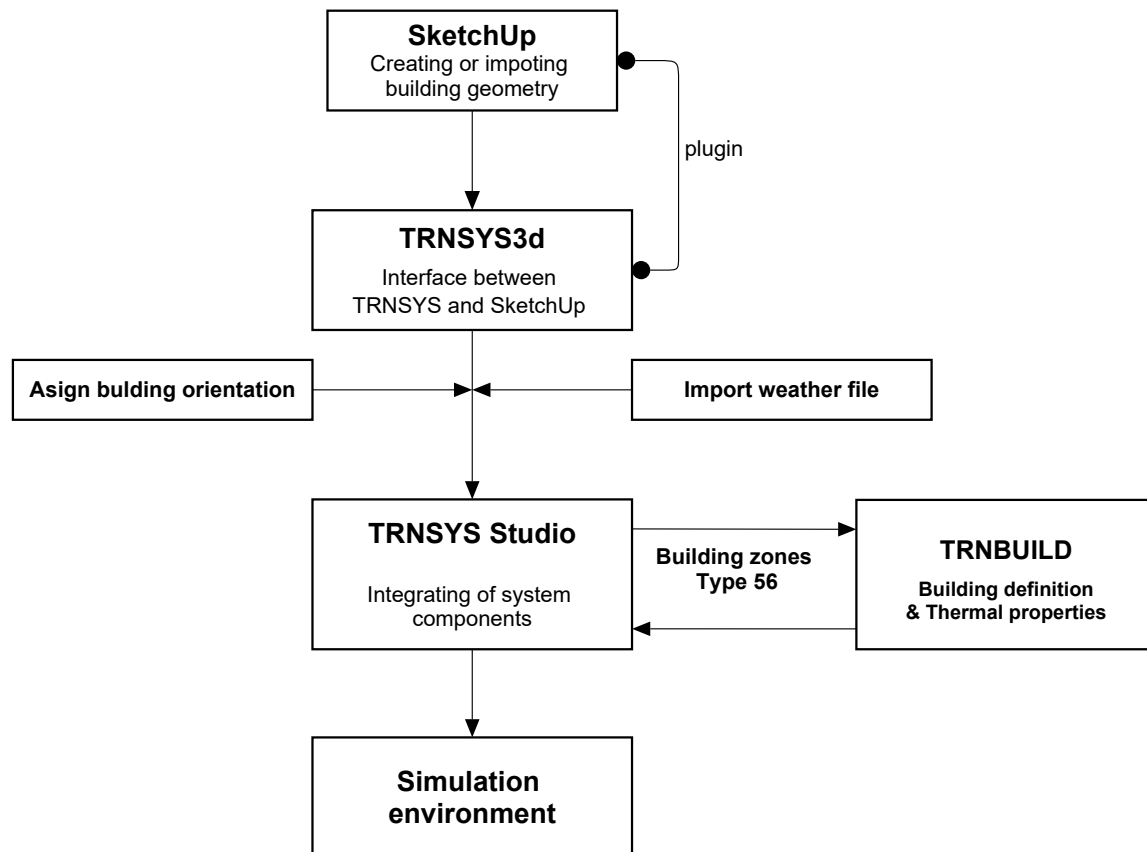 SketchUp
Creating or impoting
building geometry
plugin
TRNSYS3d
Interface between
TRNSYS and SketchUp
Asign bulding orientation
Import weather file
TRNSYS Studio
Integrating of system
components
Building zones
Type 56
TRNBUILD
Building definition
& Thermal properties
Simulation
environment